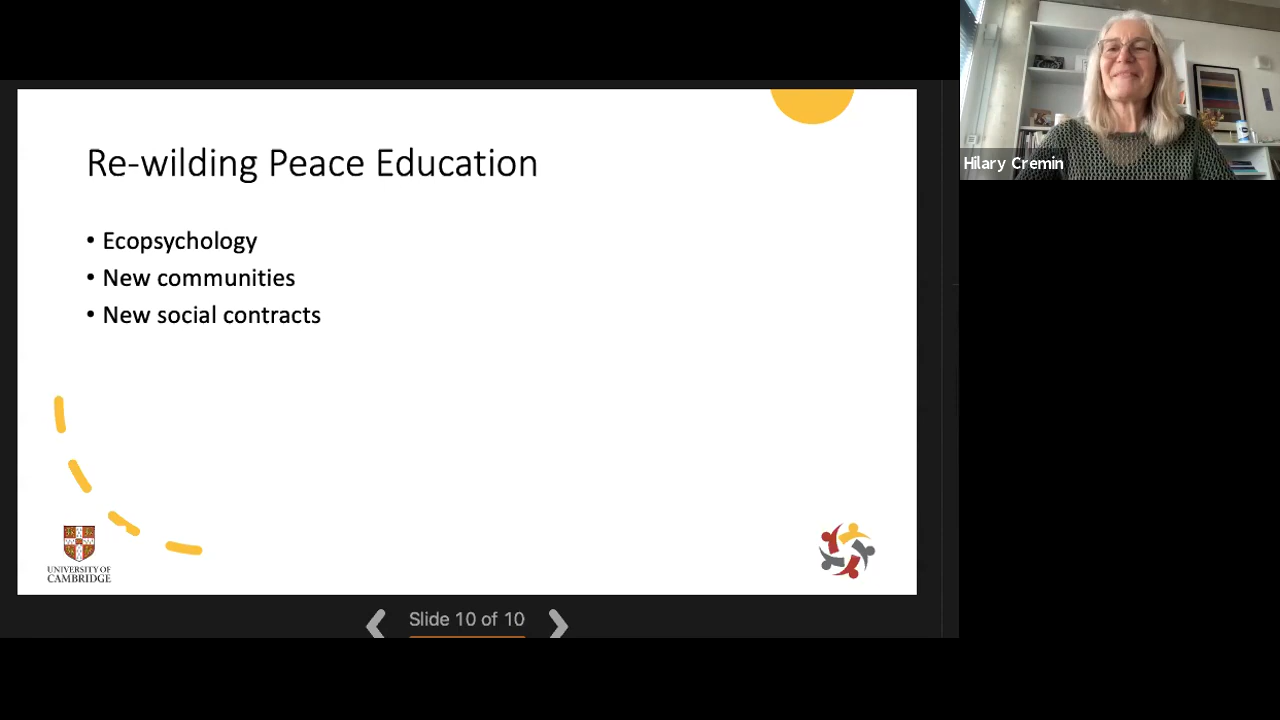 Re-wilding Peace Education
• Ecopsychology
• New communities
• New social contracts
UNIVERSITY OF
CAMBRIDGE
Slide 10 of 10
Hilary Cremin